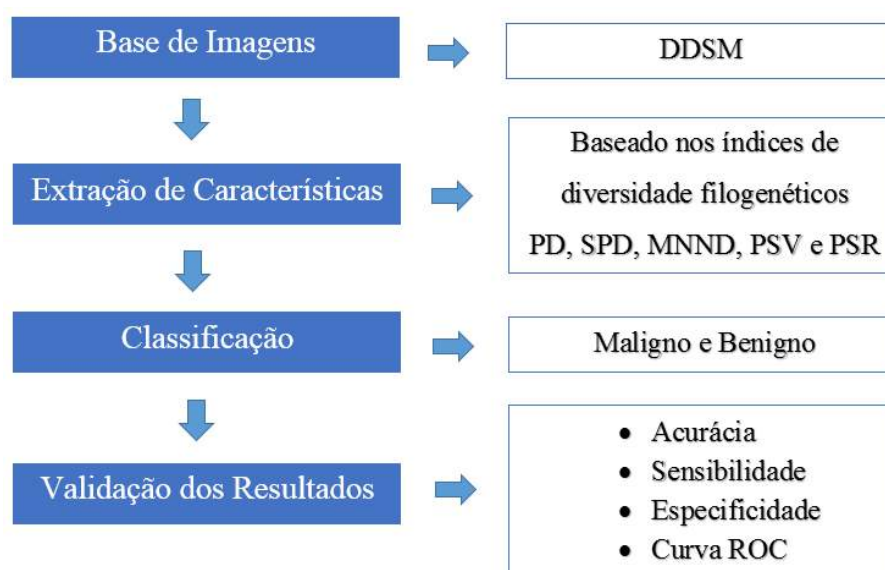 Base de Imagens
DDSM
Extração de Característicás
Baseado nos índices de
diversidade filogenéticos
PD, SPD, MNND, PSV e PSR
Classificação
Maligno e Benigno
Validação dos Resultados
• Acurácia
• Sensibilidade
• Especificidade
• Curva ROC